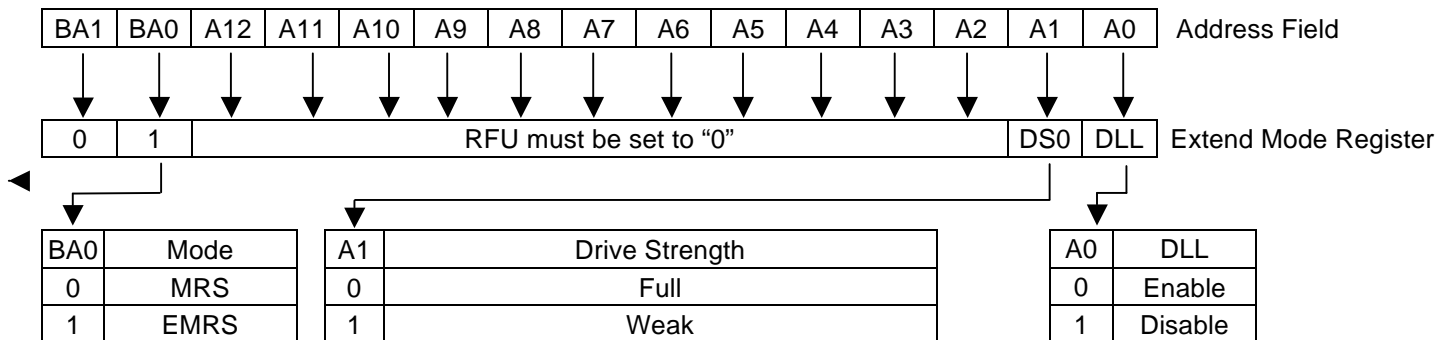 BA1 BA0 A12 A11 A10 A9 A8 A7 A6 A5 A4 A3 A2 A1 A0 Address Field
0 1 RFU must be set to “0” DS0 DLL Extend Mode Register
BA0 Mode A1 Drive Strength A0 DLL
0 MRS 0 Full 0 Enable
1 EMRS 1 Weak 1 Disable